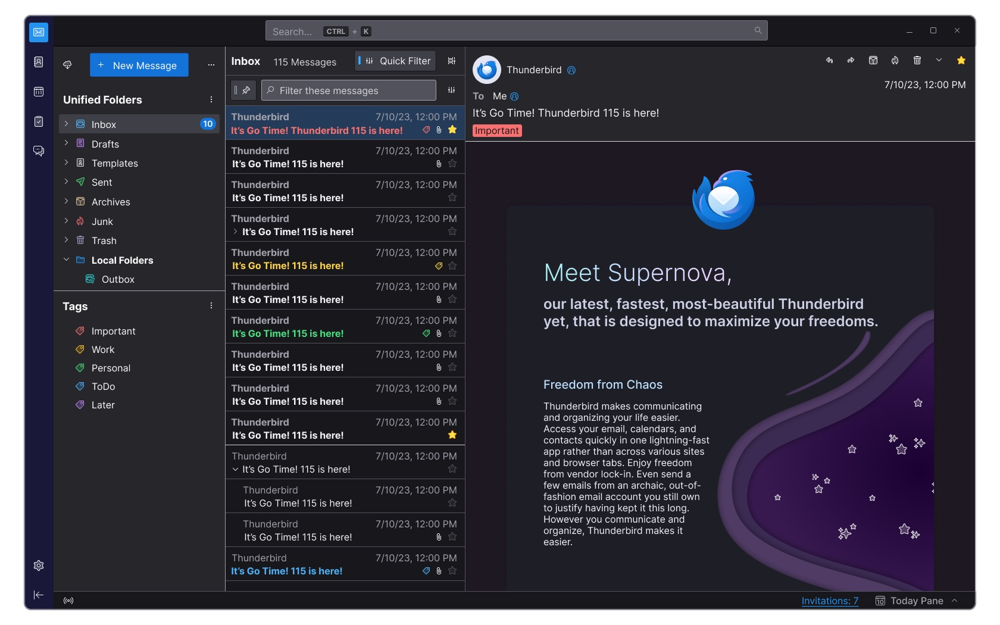 Search... CTRL + K
+ New Message ...
Inbox 115 Messages Quick Filter
Filter these messages
Unified Folders
Inbox 10
Drafts
Templates
Sent
Archives
Junk
Trash
Local Folders
Outbox
Tags
Important
Work
Personal
ToDo
Later
Thunderbird 7/10/23, 12:00 PM
It’s Go Time! Thunderbird 115 is here!
Thunderbird 7/10/23, 12:00 PM
It’s Go Time! 115 is here!
Thunderbird 7/10/23, 12:00 PM
It’s Go Time! 115 is here!
Thunderbird 7/10/23, 12:00 PM
It’s Go Time! 115 is here!
Thunderbird 7/10/23, 12:00 PM
It’s Go Time! 115 is here!
Thunderbird 7/10/23, 12:00 PM
It’s Go Time! 115 is here!
Thunderbird 7/10/23, 12:00 PM
It’s Go Time! 115 is here!
Thunderbird 7/10/23, 12:00 PM
It’s Go Time! 115 is here!
Thunderbird 7/10/23, 12:00 PM
It’s Go Time! 115 is here!
Thunderbird 7/10/23, 12:00 PM
It’s Go Time! 115 is here!
Thunderbird 7/10/23, 12:00 PM
It’s Go Time! 115 is here!
Thunderbird 7/10/23, 12:00 PM
It’s Go Time! 115 is here!
Thunderbird 7/10/23, 12:00 PM
It’s Go Time! 115 is here!
Thunderbird 7/10/23, 12:00 PM
It’s Go Time! 115 is here!
Thunderbird
7/10/23, 12:00 PM
To Me
It’s Go Time! Thunderbird 115 is here!
Important
Meet Supernova,
our latest, fastest, most-beautiful Thunderbird
yet, that is designed to maximize your freedoms.
Freedom from Chaos
Thunderbird makes communicating
and organizing your life easier.
Access your email, calendars, and
contacts quickly in one lightning-fast
app rather than across various sites
and browser tabs. Enjoy freedom
from vendor lock-in. Even send a
few emails from an archaic, out-of-
fashion email account you still own
to justify having kept it this long.
However you communicate and
organize, Thunderbird makes it
easier.
Invitations: 7 10 Today Pane